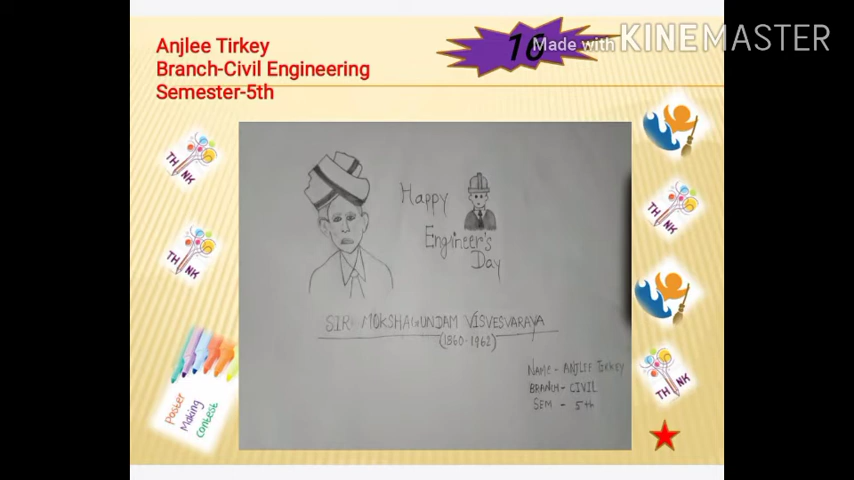 Anjlee Tirkey
Branch-Civil Engineering
Semester-5th
10
Made with KINEMASTER
THINK
THINK
THINK
THINK
Poster
Making
Contest
Happy
Engineer's
Day
SIR MOKSHAGUNDAM VISVESVARAYA
(1860-1962)
NAME - ANJLEE TIRKEY
BRANCH - CIVIL
SEM - 5th